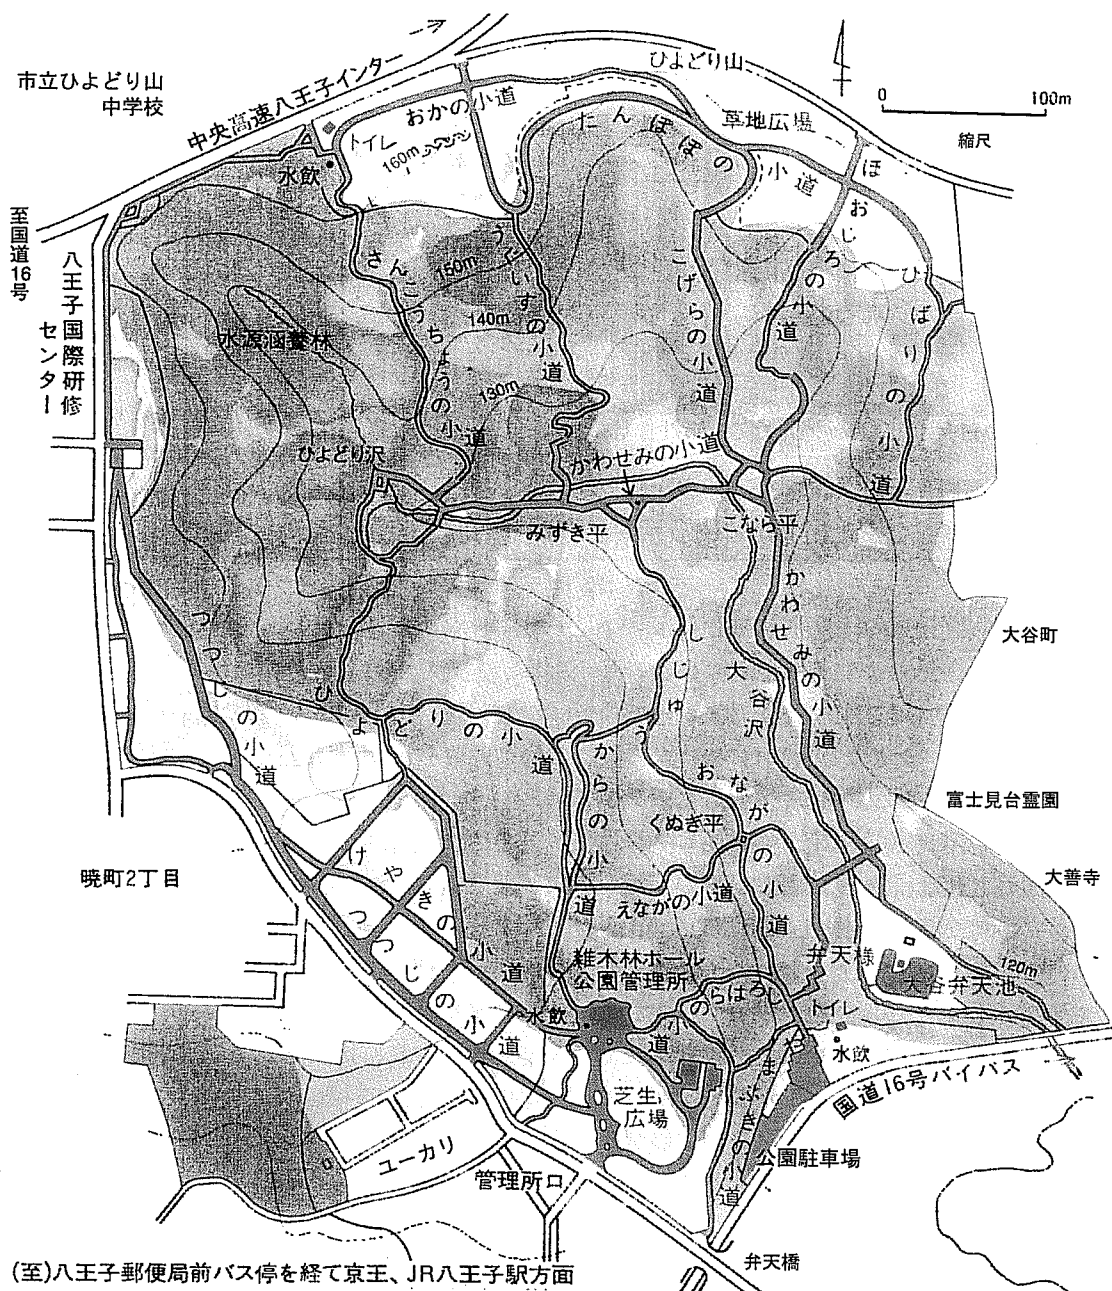 市立ひよどり山
中学校
中央高速八王子インター
ひよどり山
0
100m
縮尺
至国道16号
八王子国際研修
センター
おかの小道
トイレ
160m
水飲
たんぽぽの小道
草地広場
ほおじろの小道
ひばりの小道
こげらの小道
うぐいすの小道
さんこうちょうの小道
150m
140m
130m
水源涵養林
ひよどり沢
かわせみの小道
みずき平
こなら平
かわせみの小道
大谷沢
大谷町
しじゅうからの小道
つつじの小道
ひよどりの小道
おながの小道
くぬぎ平
えながの小道
けやきの小道
つつじの小道
富士見台霊園
大善寺
暁町2丁目
雑木林ホール
公園管理所
水飲
のらはろしの小道
弁天様
大谷弁天池
120m
トイレ
水飲
やまぶきの小道
国道16号バイパス
芝生
広場
公園駐車場
ユーカリ
管理所口
弁天橋
(至)八王子郵便局前バス停を経て京王、JR八王子駅方面